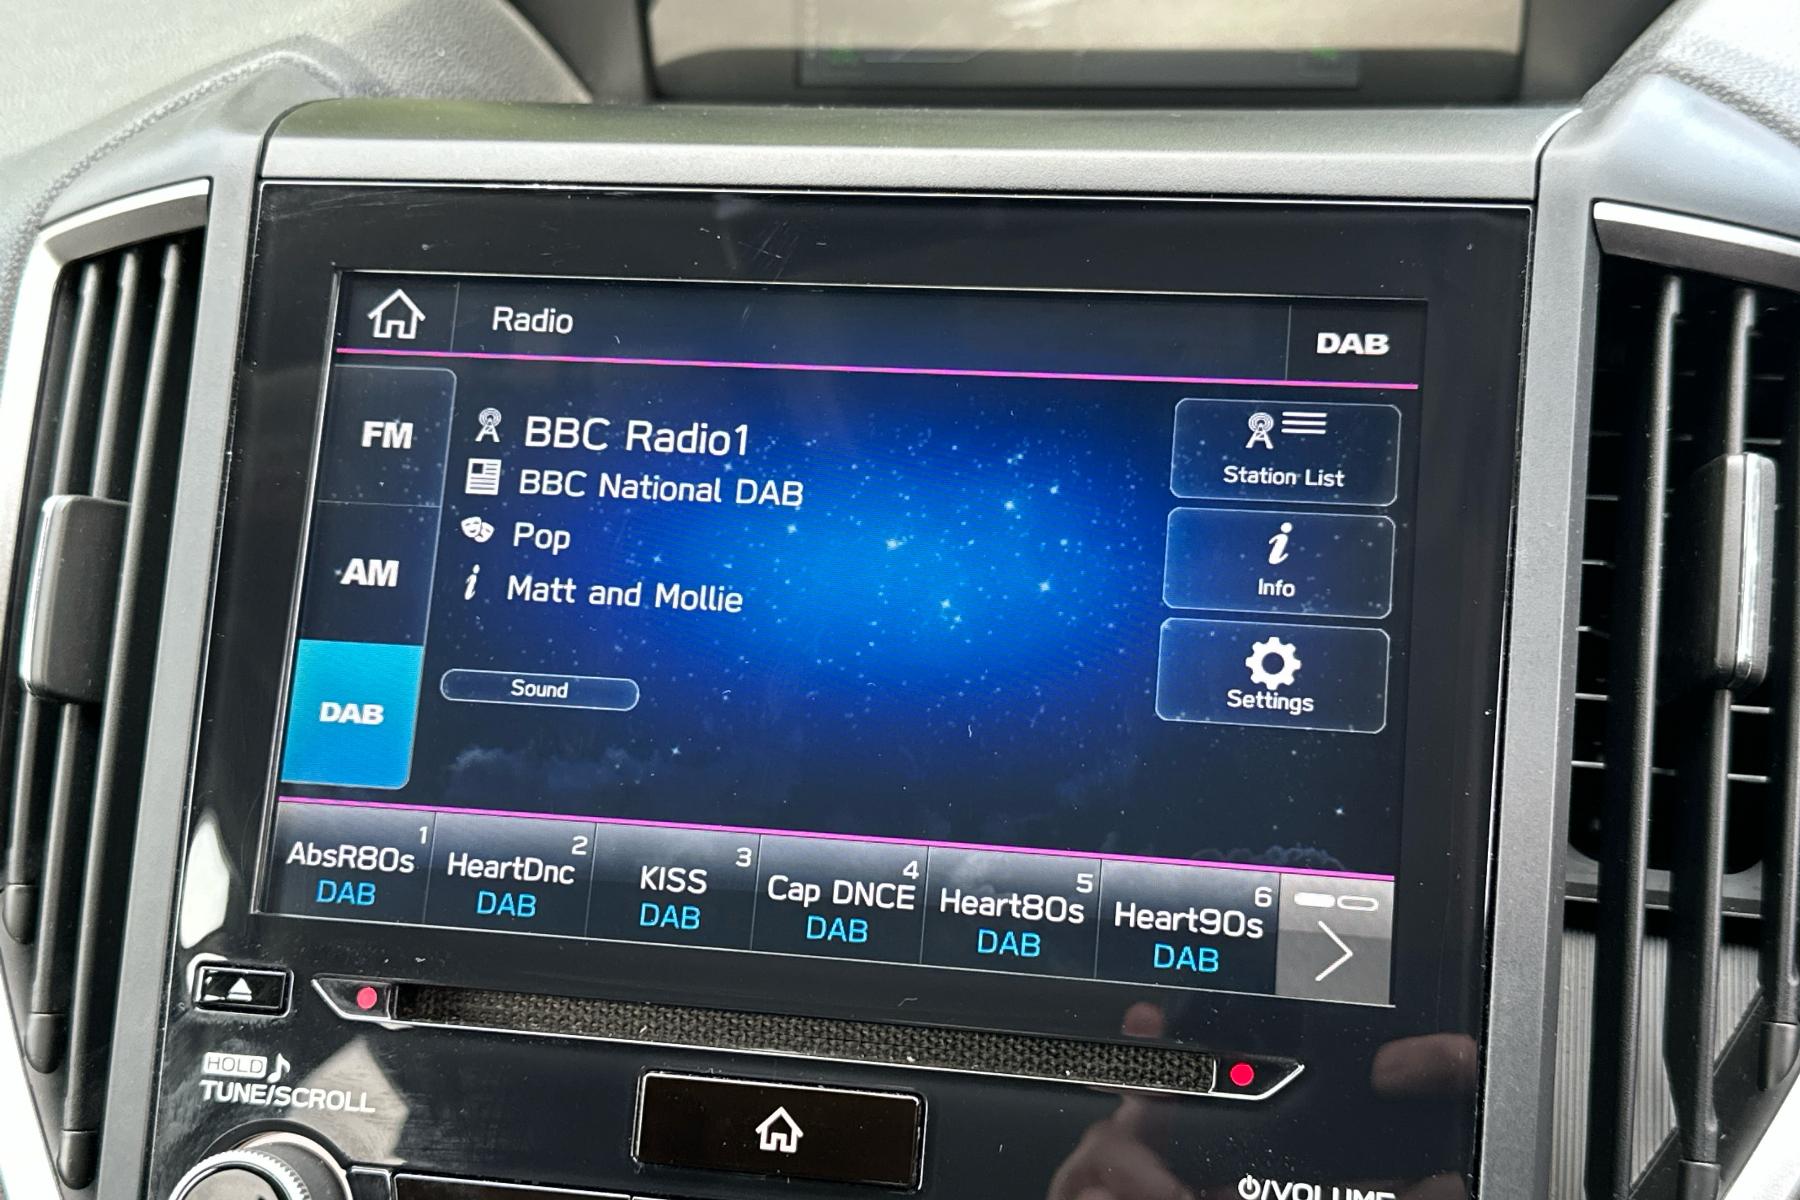 Radio
DAB
FM
AM
DAB
BBC Radio1
BBC National DAB
Pop
Matt and Mollie
Sound
Station List
Info
Settings
1
AbsR80s
DAB
2
HeartDnc
DAB
3
KISS
DAB
4
Cap DNCE
DAB
5
Heart80s
DAB
6
Heart90s
DAB
HOLD
TUNE/SCROLL
/VOLUME